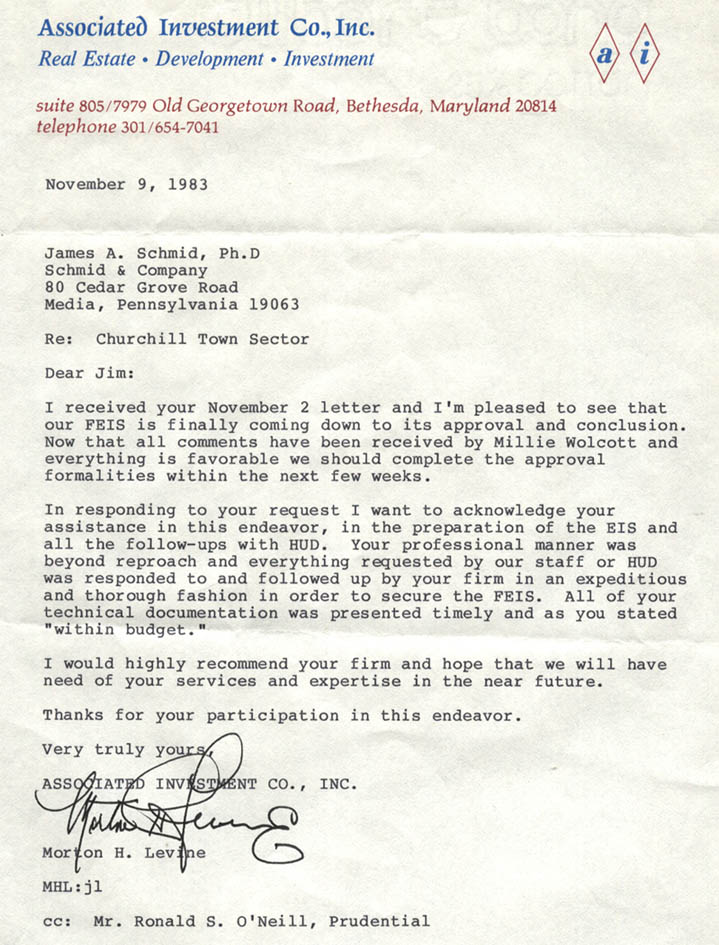 Associated Investment Co., Inc.
Real Estate • Development • Investment
a i
suite 805/7979 Old Georgetown Road, Bethesda, Maryland 20814
telephone 301/654-7041
November 9, 1983
James A. Schmid, Ph.D
Schmid & Company
80 Cedar Grove Road
Media, Pennsylvania 19063
Re: Churchill Town Sector
Dear Jim:
I received your November 2 letter and I'm pleased to see that
our FEIS is finally coming down to its approval and conclusion.
Now that all comments have been received by Millie Wolcott and
everything is favorable we should complete the approval
formalities within the next few weeks.
In responding to your request I want to acknowledge your
assistance in this endeavor, in the preparation of the EIS and
all the follow-ups with HUD. Your professional manner was
beyond reproach and everything requested by our staff or HUD
was responded to and followed up by your firm in an expeditious
and thorough fashion in order to secure the FEIS. All of your
technical documentation was presented timely and as you stated
"within budget."
I would highly recommend your firm and hope that we will have
need of your services and expertise in the near future.
Thanks for your participation in this endeavor.
Very truly yours,
ASSOCIATED INVESTMENT CO., INC.
Morton H. Levine
Morton H. Levine
MHL:jl
cc: Mr. Ronald S. O'Neill, Prudential